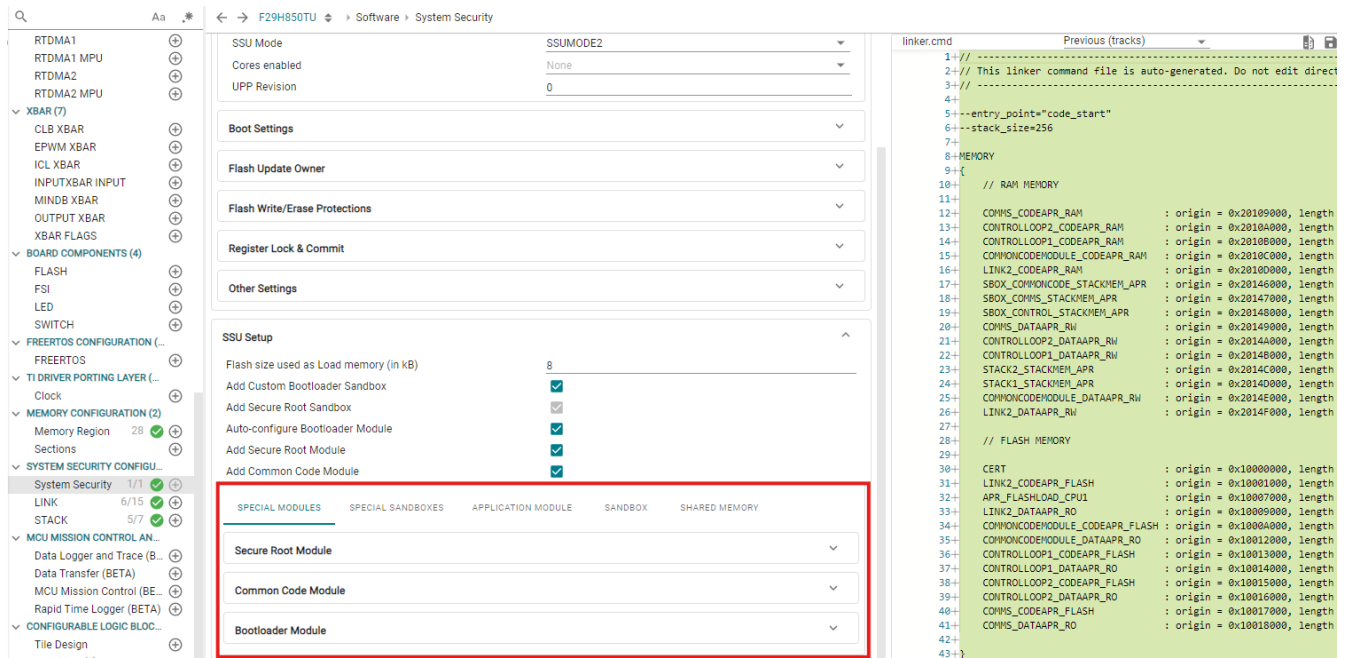 Aa .*
F29H850TU Software System Security
RTDMA1
RTDMA1 MPU
RTDMA2
RTDMA2 MPU
XBAR (7)
CLB XBAR
EPWM XBAR
ICL XBAR
INPUTXBAR INPUT
MINDB XBAR
OUTPUT XBAR
XBAR FLAGS
BOARD COMPONENTS (4)
FLASH
FSI
LED
SWITCH
FREERTOS CONFIGURATION (...
FREERTOS
TI DRIVER PORTING LAYER (...
Clock
MEMORY CONFIGURATION (2)
Memory Region 28
Sections
SYSTEM SECURITY CONFIGU...
System Security 1/1
LINK 6/15
STACK 5/7
MCU MISSION CONTROL AN...
Data Logger and Trace (B...
Data Transfer (BETA)
MCU Mission Control (BE...
Rapid Time Logger (BETA)
CONFIGURABLE LOGIC BLOC...
Tile Design
SSU Mode SSUMODE2
Cores enabled None
UPP Revision 0
Boot Settings
Flash Update Owner
Flash Write/Erase Protections
Register Lock & Commit
Other Settings
SSU Setup
Flash size used as Load memory (in kB) 8
Add Custom Bootloader Sandbox
Add Secure Root Sandbox
Auto-configure Bootloader Module
Add Secure Root Module
Add Common Code Module
SPECIAL MODULES SPECIAL SANDBOXES APPLICATION MODULE SANDBOX SHARED MEMORY
Secure Root Module
Common Code Module
Bootloader Module
linker.cmd Previous (tracks)
1+// ----------------------------------------------------------
2+// This linker command file is auto-generated. Do not edit direct
3+// ----------------------------------------------------------
4+
5+--entry_point="code_start"
6+--stack_size=256
7+
8+MEMORY
9+{
10+ // RAM MEMORY
11+
12+ COMMS_CODEAPR_RAM : origin = 0x20109000, length
13+ CONTROLLOOP2_CODEAPR_RAM : origin = 0x2010A000, length
14+ CONTROLLOOP1_CODEAPR_RAM : origin = 0x2010B000, length
15+ COMMONCODEMODULE_CODEAPR_RAM : origin = 0x2010C000, length
16+ LINK2_CODEAPR_RAM : origin = 0x2010D000, length
17+ SBOX_COMMONCODE_STACKMEM_APR : origin = 0x20146000, length
18+ SBOX_COMMS_STACKMEM_APR : origin = 0x20147000, length
19+ SBOX_CONTROL_STACKMEM_APR : origin = 0x20148000, length
20+ COMMS_DATAAPR_RW : origin = 0x20149000, length
21+ CONTROLLOOP2_DATAAPR_RW : origin = 0x2014A000, length
22+ CONTROLLOOP1_DATAAPR_RW : origin = 0x2014B000, length
23+ STACK2_STACKMEM_APR : origin = 0x2014C000, length
24+ STACK1_STACKMEM_APR : origin = 0x2014D000, length
25+ COMMONCODEMODULE_DATAAPR_RW : origin = 0x2014E000, length
26+ LINK2_DATAAPR_RW : origin = 0x2014F000, length
27+
28+ // FLASH MEMORY
29+
30+ CERT : origin = 0x10000000, length
31+ LINK2_CODEAPR_FLASH : origin = 0x10001000, length
32+ APR_FLASHLOAD_CPU1 : origin = 0x10007000, length
33+ LINK2_DATAAPR_RO : origin = 0x10009000, length
34+ COMMONCODEMODULE_CODEAPR_FLASH : origin = 0x1000A000, length
35+ COMMONCODEMODULE_DATAAPR_RO : origin = 0x10012000, length
36+ CONTROLLOOP1_CODEAPR_FLASH : origin = 0x10013000, length
37+ CONTROLLOOP1_DATAAPR_RO : origin = 0x10014000, length
38+ CONTROLLOOP2_CODEAPR_FLASH : origin = 0x10015000, length
39+ CONTROLLOOP2_DATAAPR_RO : origin = 0x10016000, length
40+ COMMS_CODEAPR_FLASH : origin = 0x10017000, length
41+ COMMS_DATAAPR_RO : origin = 0x10018000, length
42+
43+}